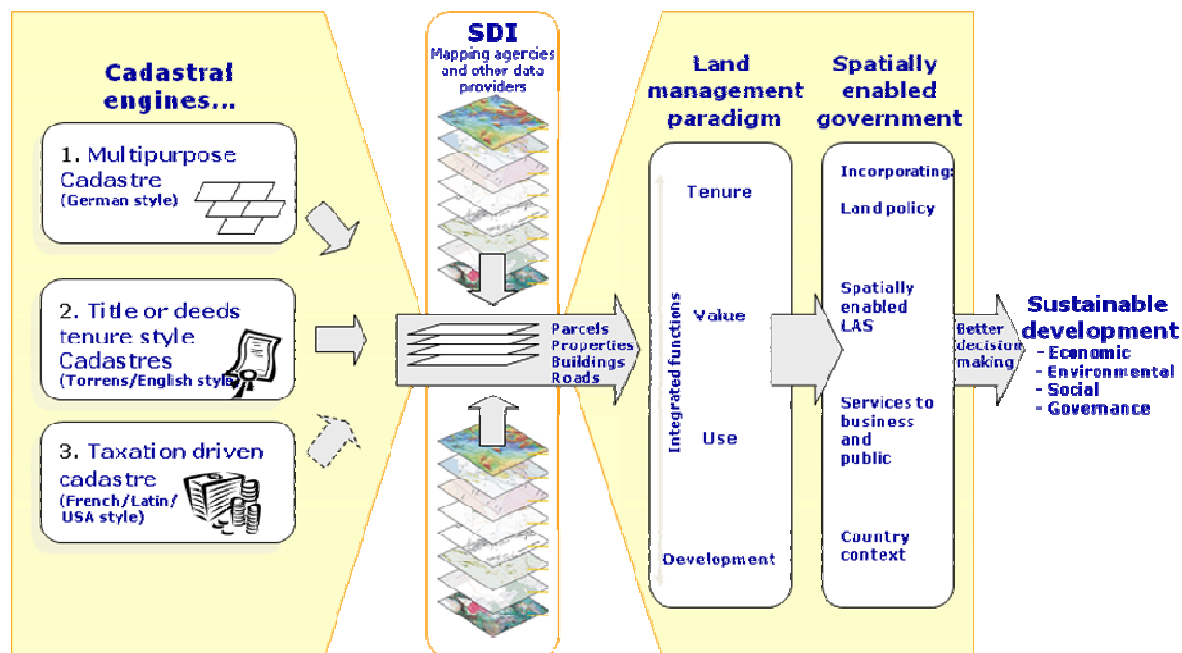 Cadastral
engines...
1. Multipurpose
Cadastre
(German style)
2. Title or deeds
tenure style
Cadastres
(Torrens/English style)
3. Taxation driven
cadastre
(French/Latin/
USA style)
SDI
Mapping agencies
and other data
providers
Parcels
Properties
Buildings
Roads
Land
management
paradigm
Integrated functions
Tenure
Value
Use
Development
Spatially
enabled
government
Incorporating:
Land policy
Spatially
enabled
LAS
Services to
business
and
public
Country
context
Better
decision
making
Sustainable
development
- Economic
- Environmental
- Social
- Governance